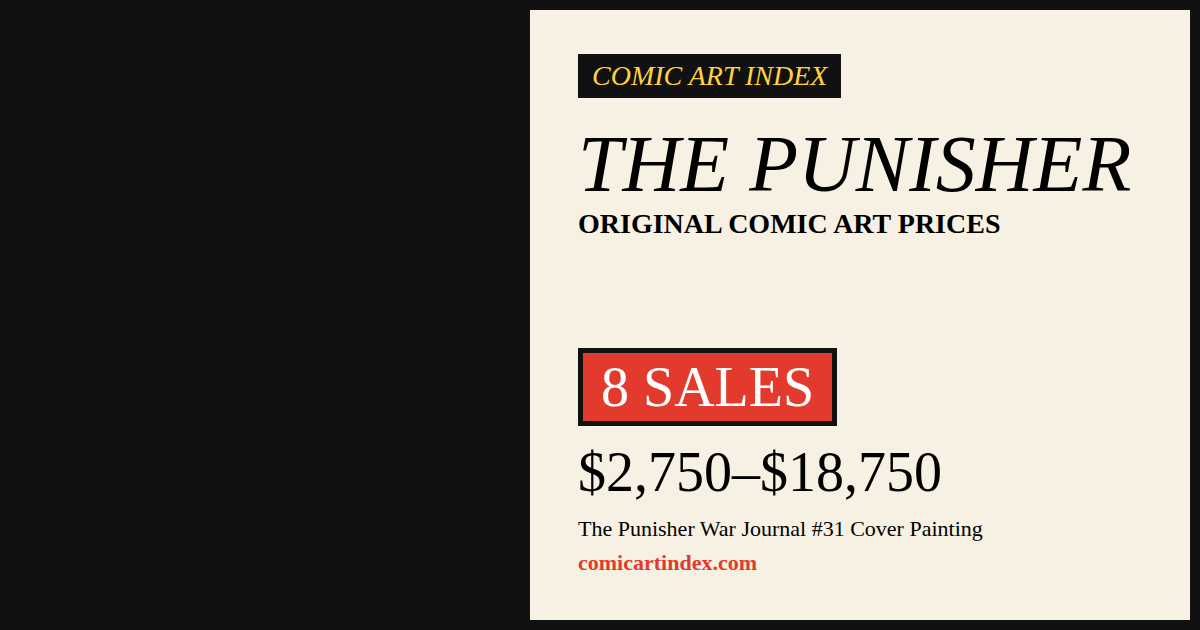 COMIC ART INDEX
THE PUNISHER
ORIGINAL COMIC ART PRICES
8 SALES
$2,750–$18,750
The Punisher War Journal #31 Cover Painting
comicartindex.com